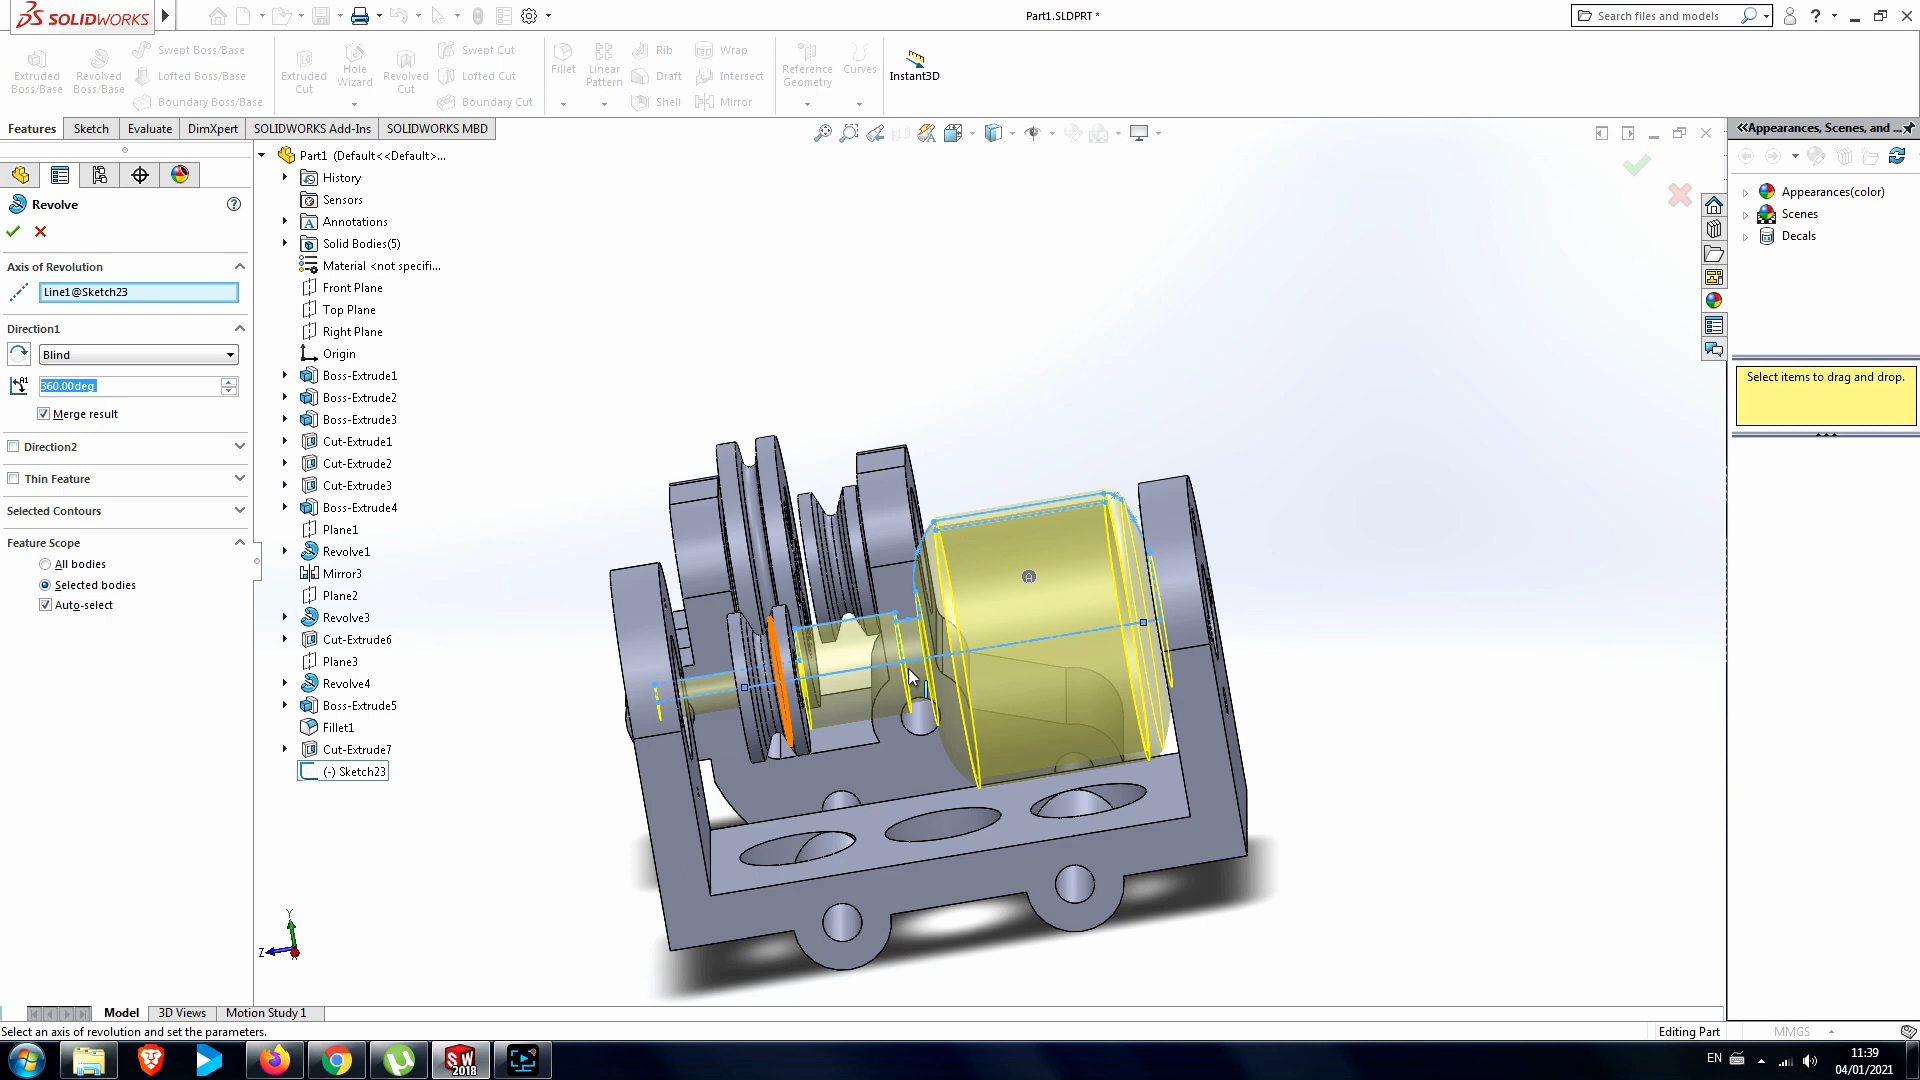 SOLIDWORKS
Part1.SLDPRT *
Search files and models
Extruded Boss/Base
Revolved Boss/Base
Swept Boss/Base
Lofted Boss/Base
Boundary Boss/Base
Extruded Cut
Hole Wizard
Revolved Cut
Swept Cut
Lofted Cut
Boundary Cut
Fillet
Linear Pattern
Rib
Draft
Shell
Wrap
Intersect
Mirror
Reference Geometry
Curves
Instant3D
Features Sketch Evaluate DimXpert SOLIDWORKS Add-Ins SOLIDWORKS MBD
Revolve
Axis of Revolution
Line1@Sketch23
Direction1
Blind
360.00deg
Merge result
Direction2
Thin Feature
Selected Contours
Feature Scope
All bodies
Selected bodies
Auto-select
Part1 (Default<<Default>...
History
Sensors
Annotations
Solid Bodies(5)
Material <not specifi...
Front Plane
Top Plane
Right Plane
Origin
Boss-Extrude1
Boss-Extrude2
Boss-Extrude3
Cut-Extrude1
Cut-Extrude2
Cut-Extrude3
Boss-Extrude4
Plane1
Revolve1
Mirror3
Plane2
Revolve3
Cut-Extrude6
Plane3
Revolve4
Boss-Extrude5
Fillet1
Cut-Extrude7
(-) Sketch23
Y
Z
<<Appearances, Scenes, and ...
Appearances(color)
Scenes
Decals
Select items to drag and drop.
Model 3D Views Motion Study 1
Select an axis of revolution and set the parameters.
Editing Part
MMGS
SW 2018
EN
11:39
04/01/2021